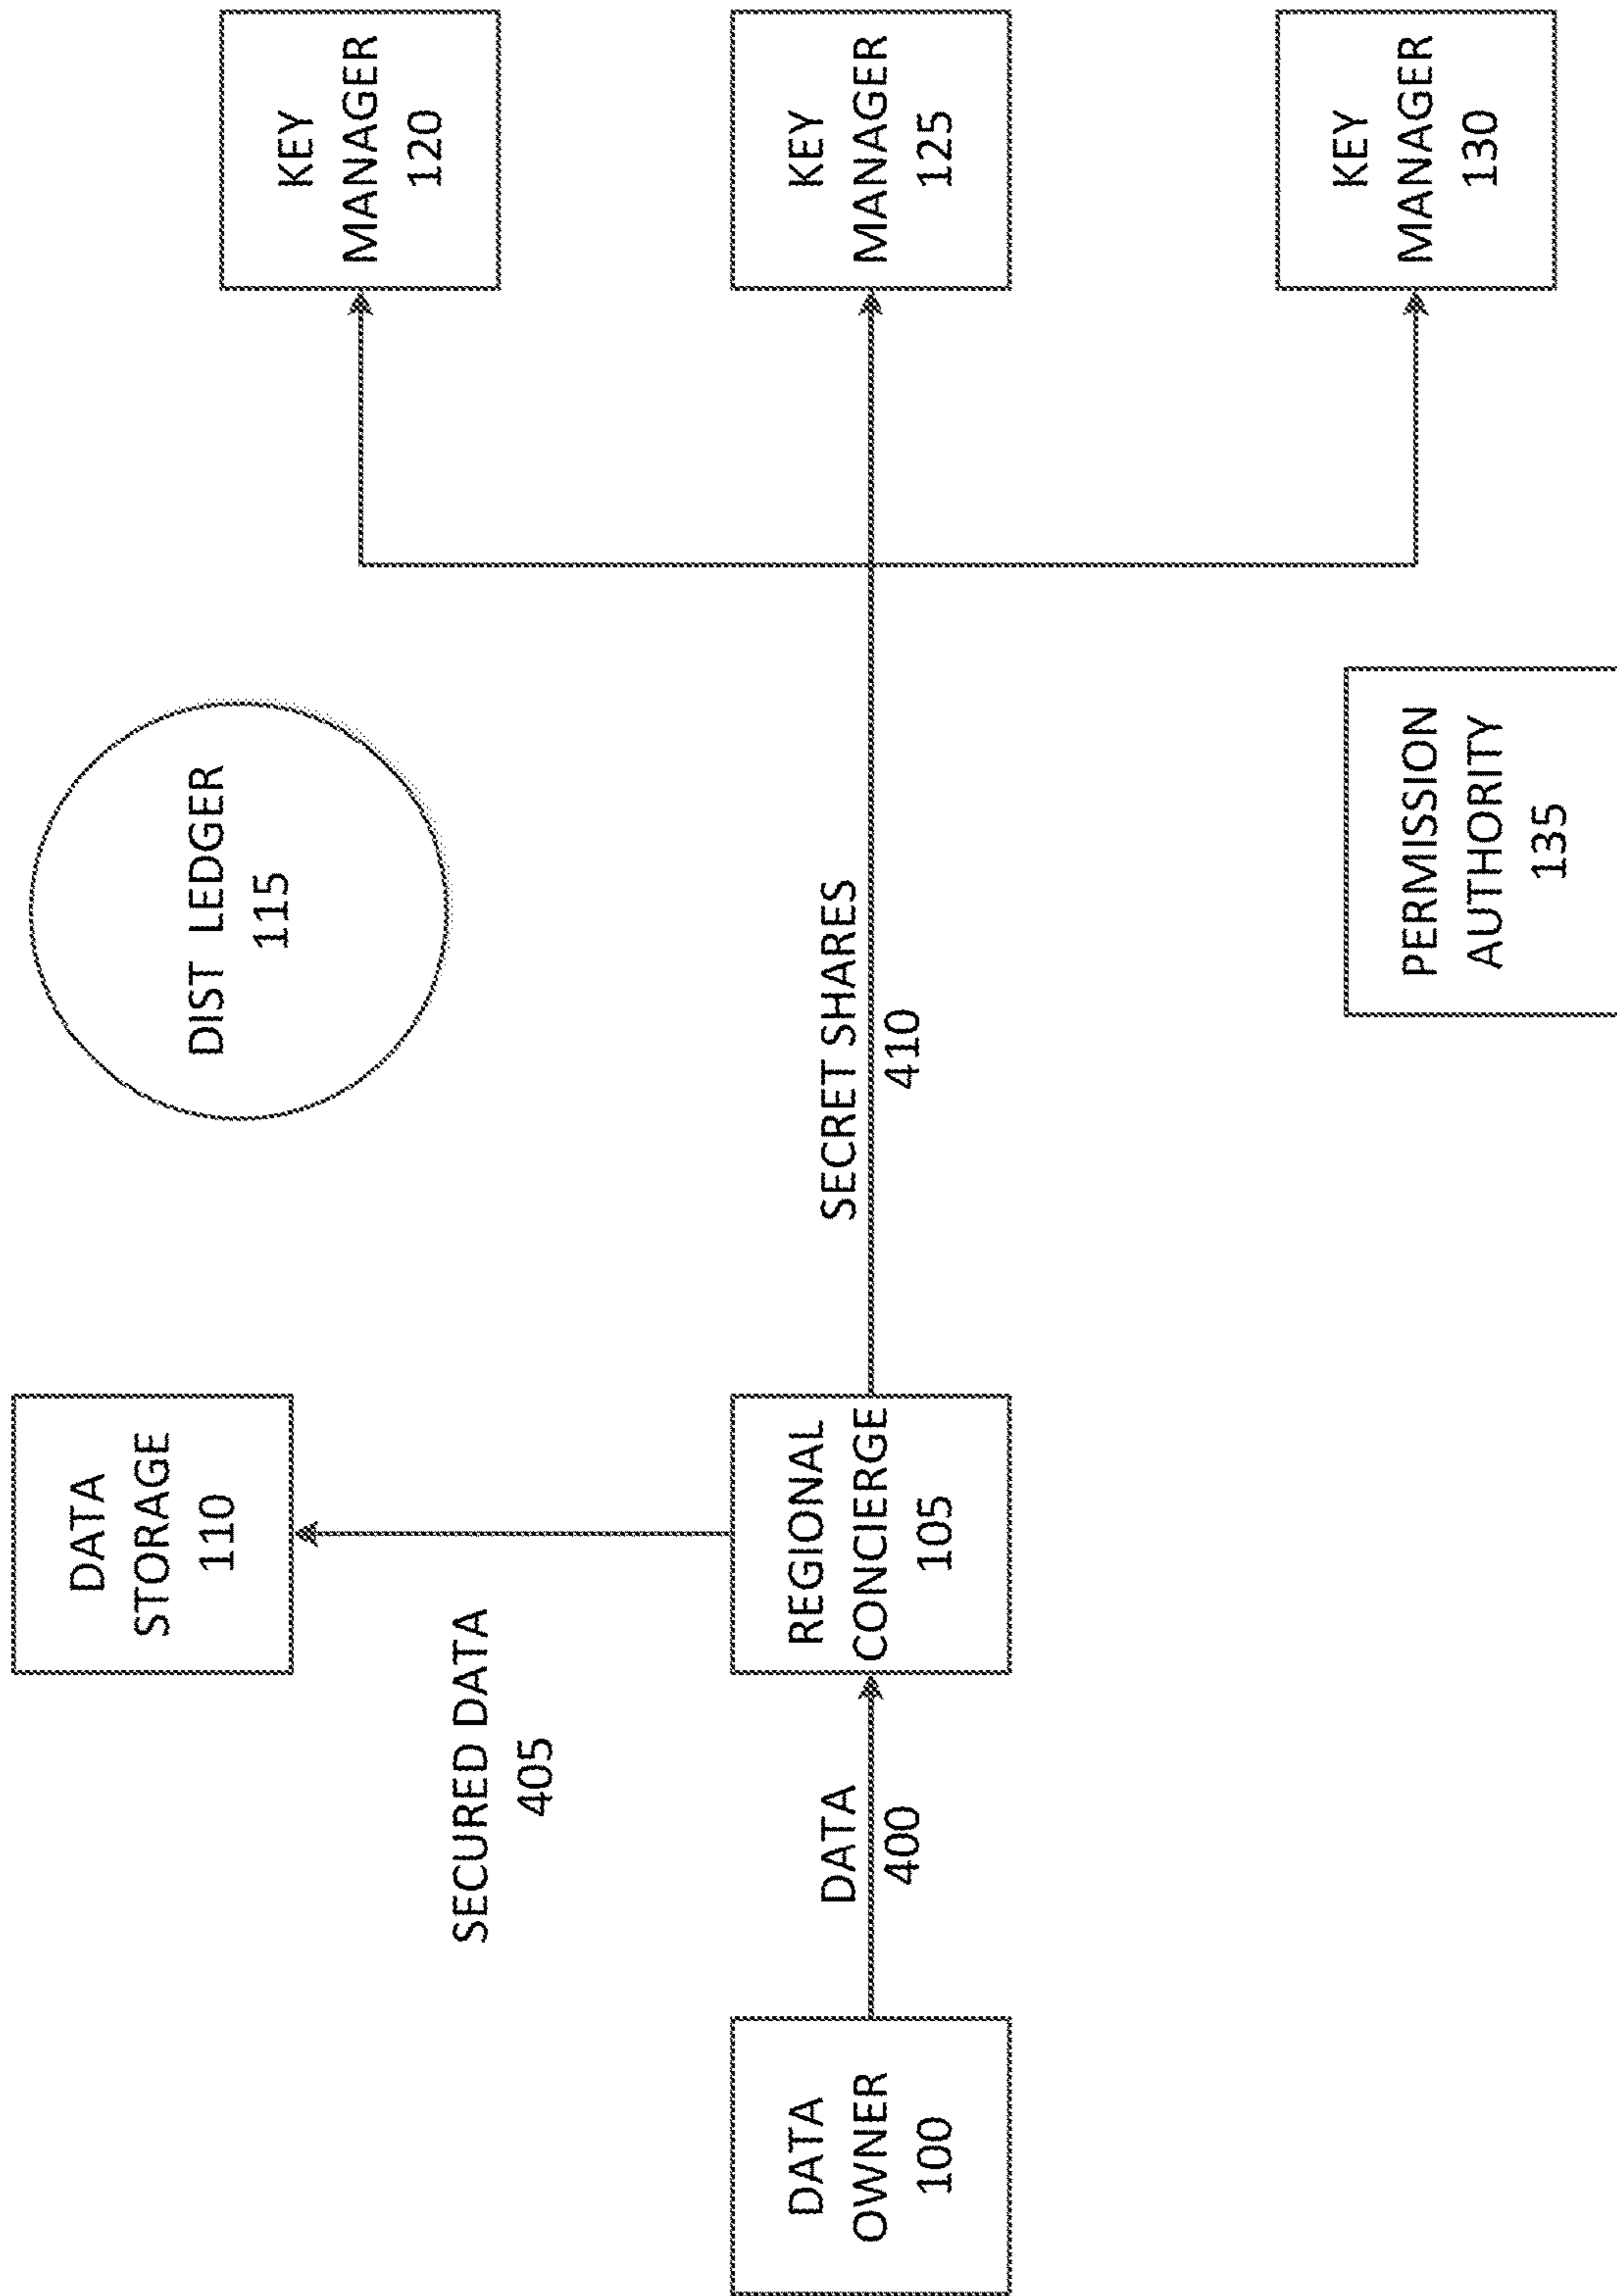 DATA
STORAGE
110
DIST LEDGER
115
KEY
MANAGER
120
SECURED DATA
405
DATA
OWNER
100
DATA
400
REGIONAL
CONCIERGE
105
SECRET SHARES
410
KEY
MANAGER
125
PERMISSION
AUTHORITY
135
KEY
MANAGER
130